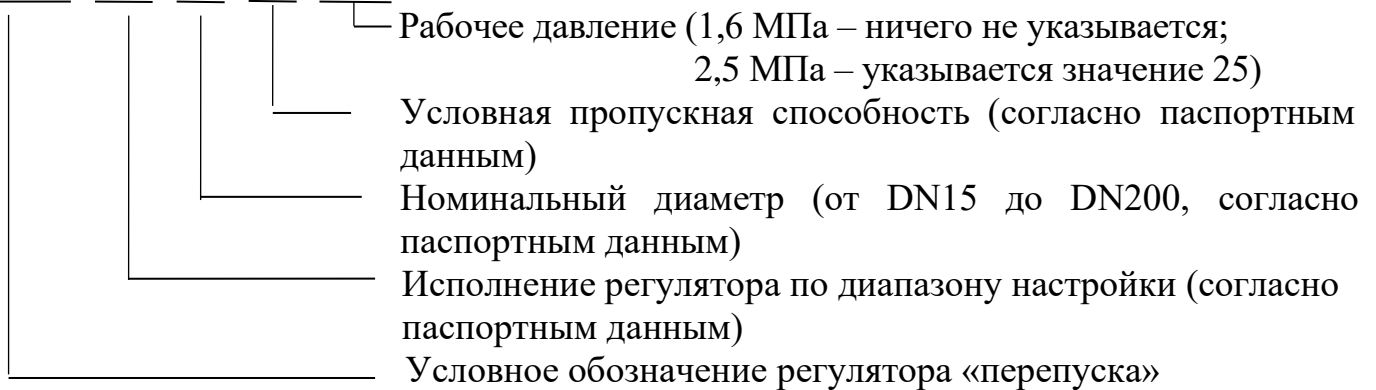 Рабочее давление (1,6 МПа – ничего не указывается;
2,5 МПа – указывается значение 25)
Условная пропускная способность (согласно паспортным
данным)
Номинальный диаметр (от DN15 до DN200, согласно
паспортным данным)
Исполнение регулятора по диапазону настройки (согласно
паспортным данным)
Условное обозначение регулятора «перепуска»